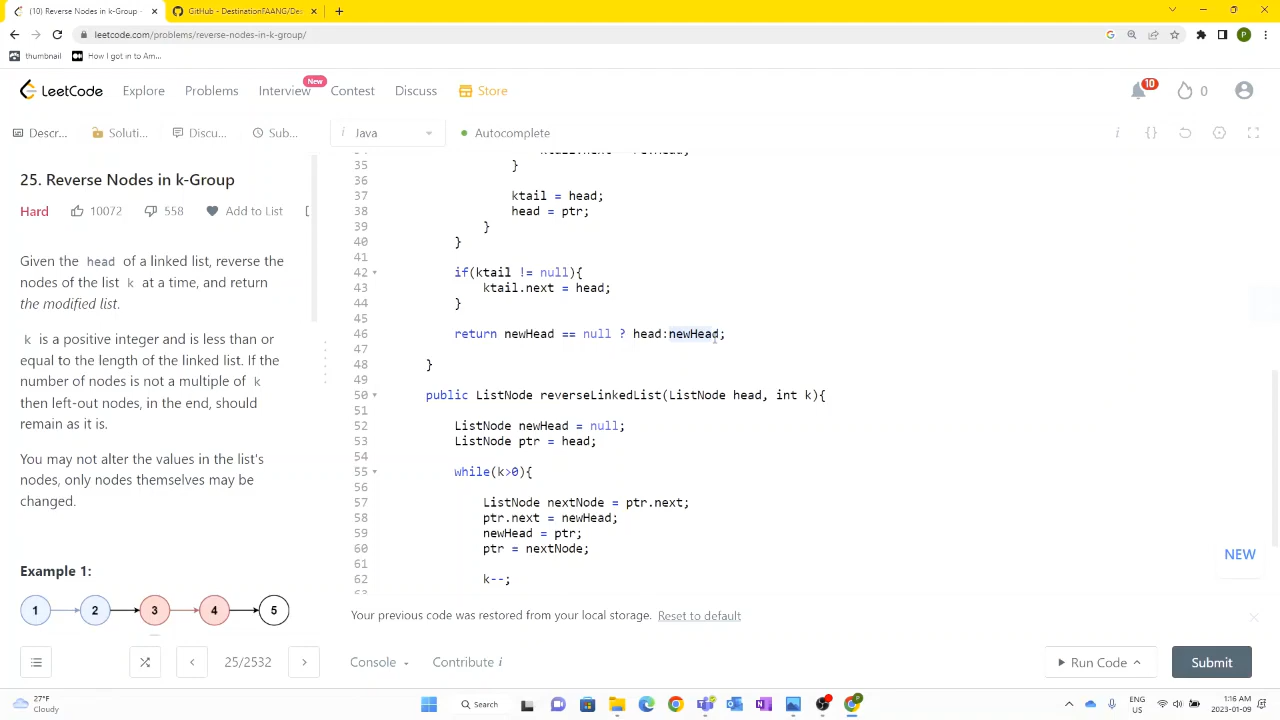 (10) Reverse Nodes in k-Group
GitHub - DestinationFAANG/Des
leetcode.com/problems/reverse-nodes-in-k-group/
thumbnail
How I got in to Am...
LeetCode
Explore
Problems
Interview
New
Contest
Discuss
Store
10
0
Descr...
Soluti...
Discu...
Sub...
i Java
Autocomplete
i
{}
25. Reverse Nodes in k-Group
Hard
10072
558
Add to List
Given the head of a linked list, reverse the
nodes of the list k at a time, and return
the modified list.
k is a positive integer and is less than or
equal to the length of the linked list. If the
number of nodes is not a multiple of k
then left-out nodes, in the end, should
remain as it is.
You may not alter the values in the list's
nodes, only nodes themselves may be
changed.
Example 1:
1 2 3 4 5
35 }
36
37 ktail = head;
38 head = ptr;
39 }
40 }
41
42 if(ktail != null){
43 ktail.next = head;
44 }
45
46 return newHead == null ? head:newHead;
47
48 }
49
50 public ListNode reverseLinkedList(ListNode head, int k){
51
52 ListNode newHead = null;
53 ListNode ptr = head;
54
55 while(k>0){
56
57 ListNode nextNode = ptr.next;
58 ptr.next = newHead;
59 newHead = ptr;
60 ptr = nextNode;
61
62 k--;
NEW
Your previous code was restored from your local storage. Reset to default
25/2532
Console
Contribute i
Run Code
Submit
27°F
Cloudy
Search
ENG
US
1:16 AM
2023-01-09